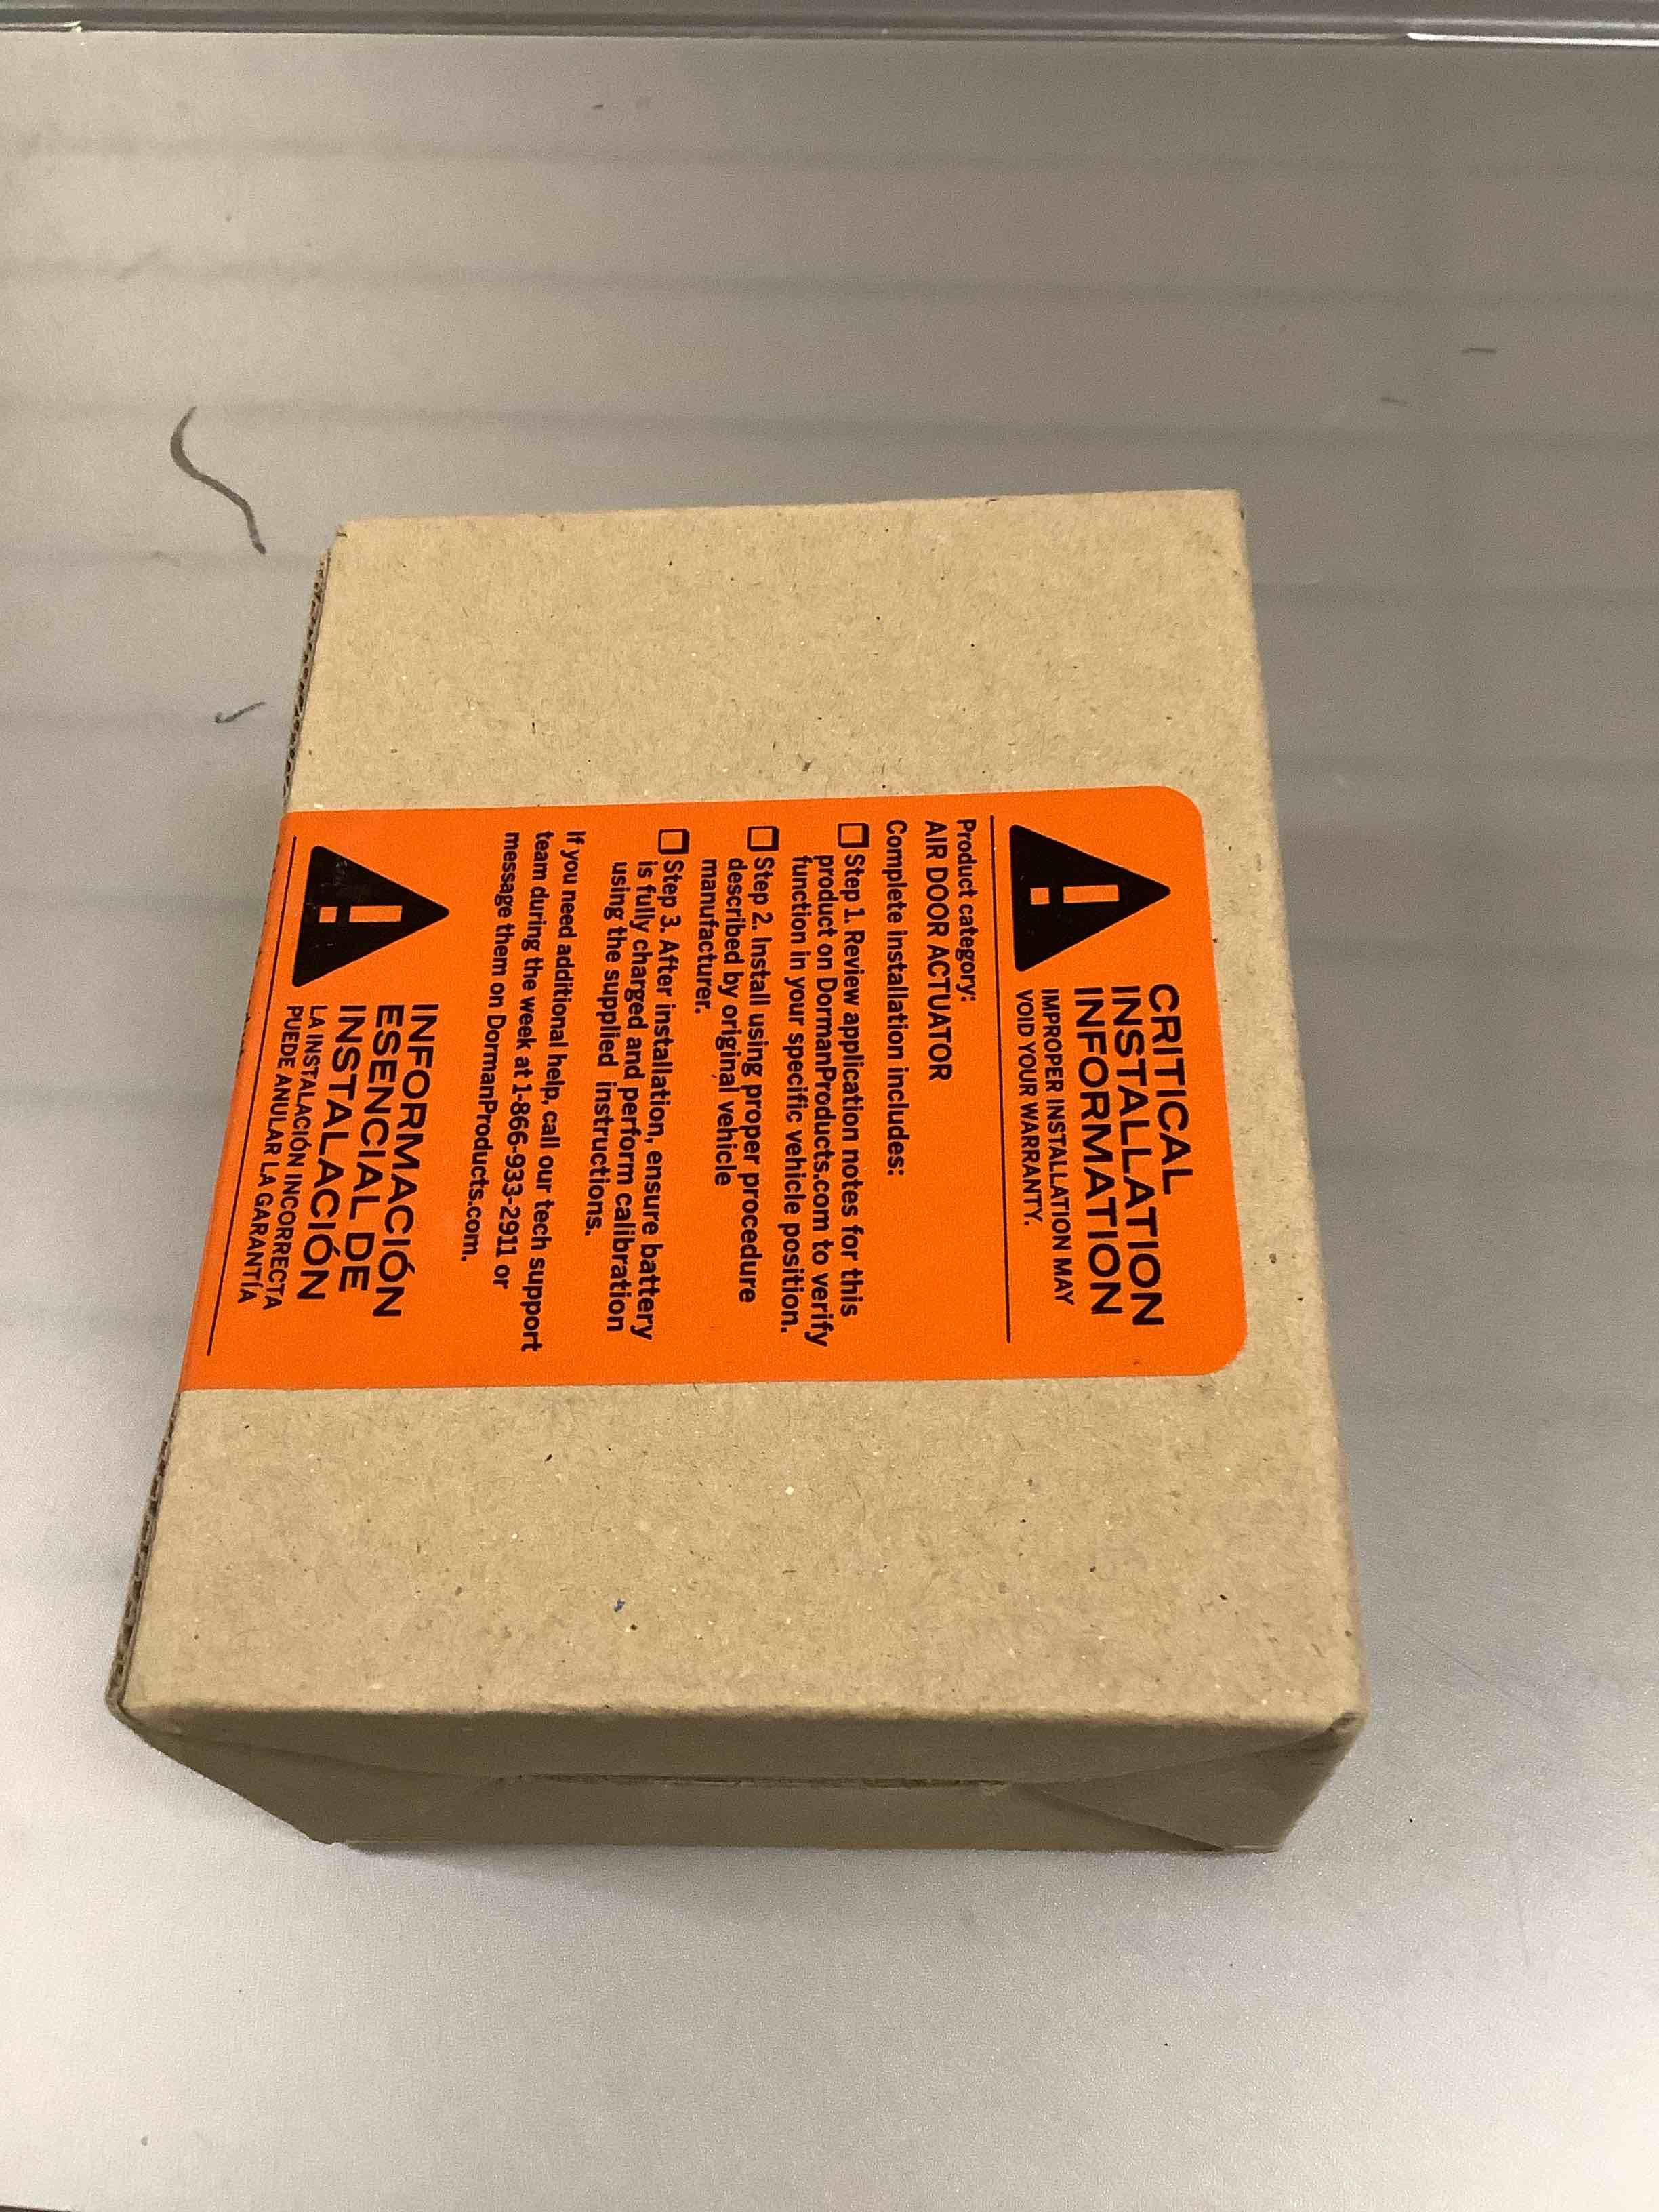 CRITICAL
INSTALLATION
INFORMATION
IMPROPER INSTALLATION MAY
VOID YOUR WARRANTY.
Product category:
AIR DOOR ACTUATOR
Complete installation includes:
Step 1. Review application notes for this
product on DormanProducts.com to verify
function in your specific vehicle position.
Step 2. Install using proper procedure
described by original vehicle
manufacturer.
Step 3. After installation, ensure battery
is fully charged and perform calibration
using the supplied instructions.
If you need additional help, call our tech support
team during the week at 1-866-933-2911 or
message them on DormanProducts.com.
INFORMACIÓN
ESENCIAL DE
INSTALACIÓN
LA INSTALACIÓN INCORRECTA
PUEDE ANULAR LA GARANTÍA